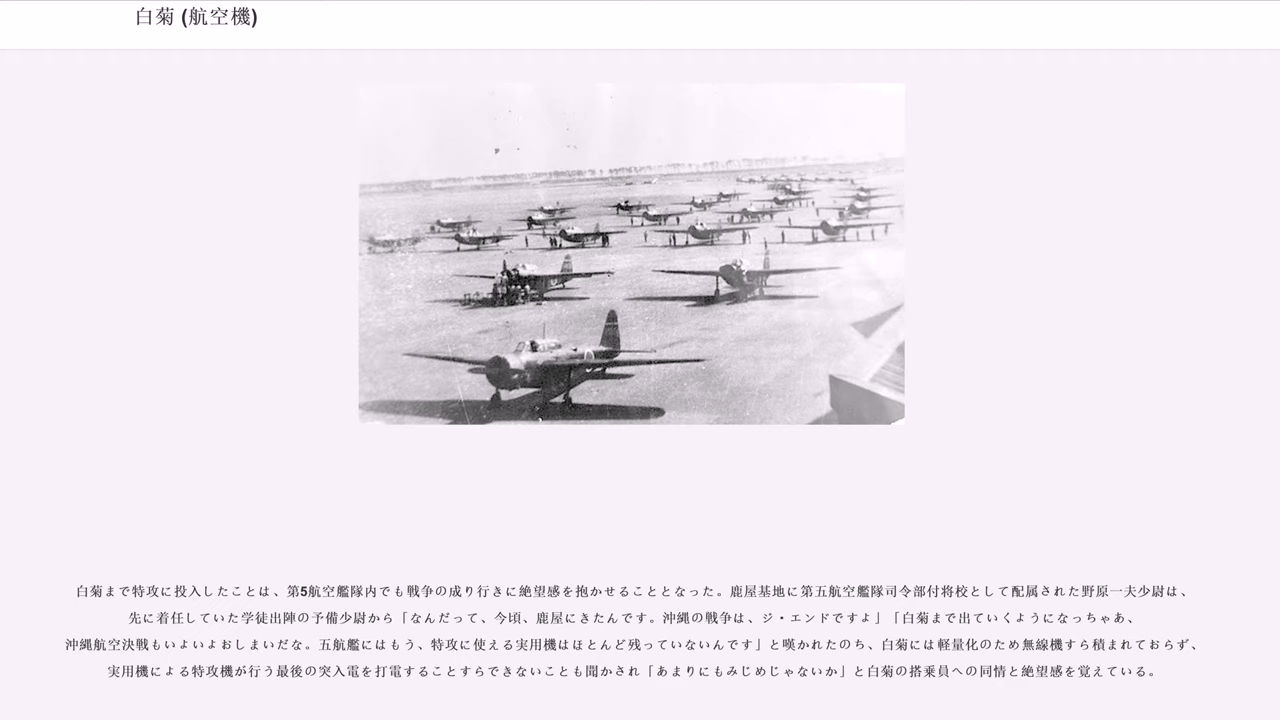 白菊 (航空機)
白菊まで特攻に投入したことは、第5航空艦隊内でも戦争の成り行きに絶望感を抱かせることとなった。鹿屋基地に第五航空艦隊司令部付将校として配属された野原一夫少尉は、
先に着任していた学徒出陣の予備少尉から「なんだって、今頃、鹿屋にきたんです。沖縄の戦争は、ジ・エンドですよ」「白菊まで出ていくようになっちゃあ、
沖縄航空決戦もいよいよおしまいだな。五航艦にはもう、特攻に使える実用機はほとんど残っていないんです」と嘆かれたのち、白菊には軽量化のため無線機すら積まれておらず、
実用機による特攻機が行う最後の突入電を打電することすらできないことも聞かされ「あまりにもみじめじゃないか」と白菊の搭乗員への同情と絶望感を覚えている。